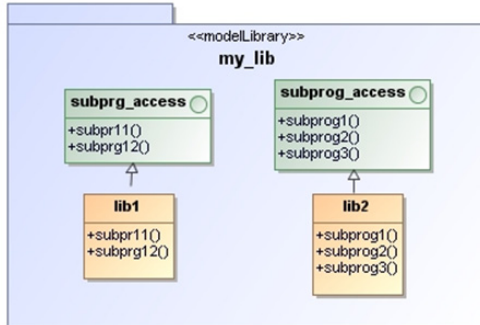 <<modelLibrary>>
my_lib
subprg_access
+subpr11()
+subprg12()
subprog_access
+subprog1()
+subprog2()
+subprog3()
lib1
+subpr11()
+subprg12()
lib2
+subprog1()
+subprog2()
+subprog3()